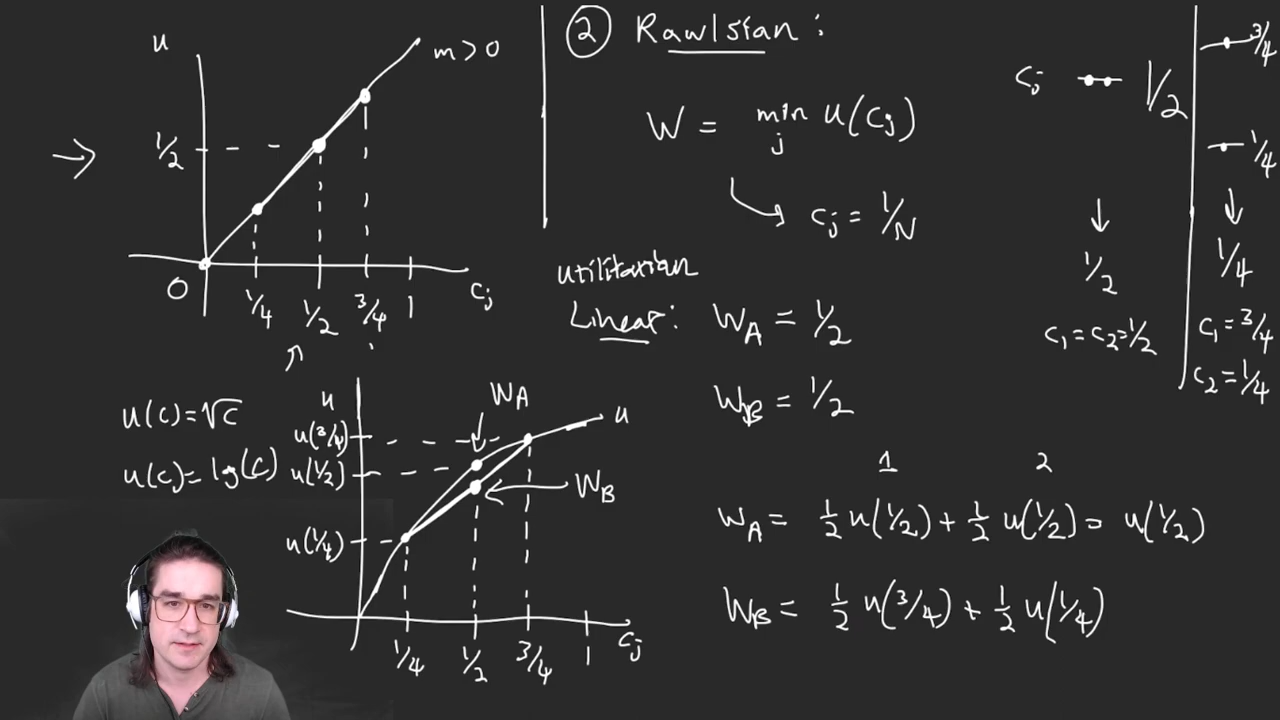 u
m > 0
1/2
0
1/4
1/2
3/4
1
cj
② Rawlsian:
W = min u(cj)
j
cj = 1/N
cj
1/2
3/4
1/4
1/2
1/4
c1 = c2 = 1/2
c1 = 3/4
c2 = 1/4
utilitarian
Linear: WA = 1/2
WB = 1/2
u(c) = √c
u(c) = log(c)
u
u(3/4)
u(1/2)
u(1/4)
WA
u
WB
1/4
1/2
3/4
1
cj
1
2
WA = 1/2 u(1/2) + 1/2 u(1/2) = u(1/2)
WB = 1/2 u(3/4) + 1/2 u(1/4)